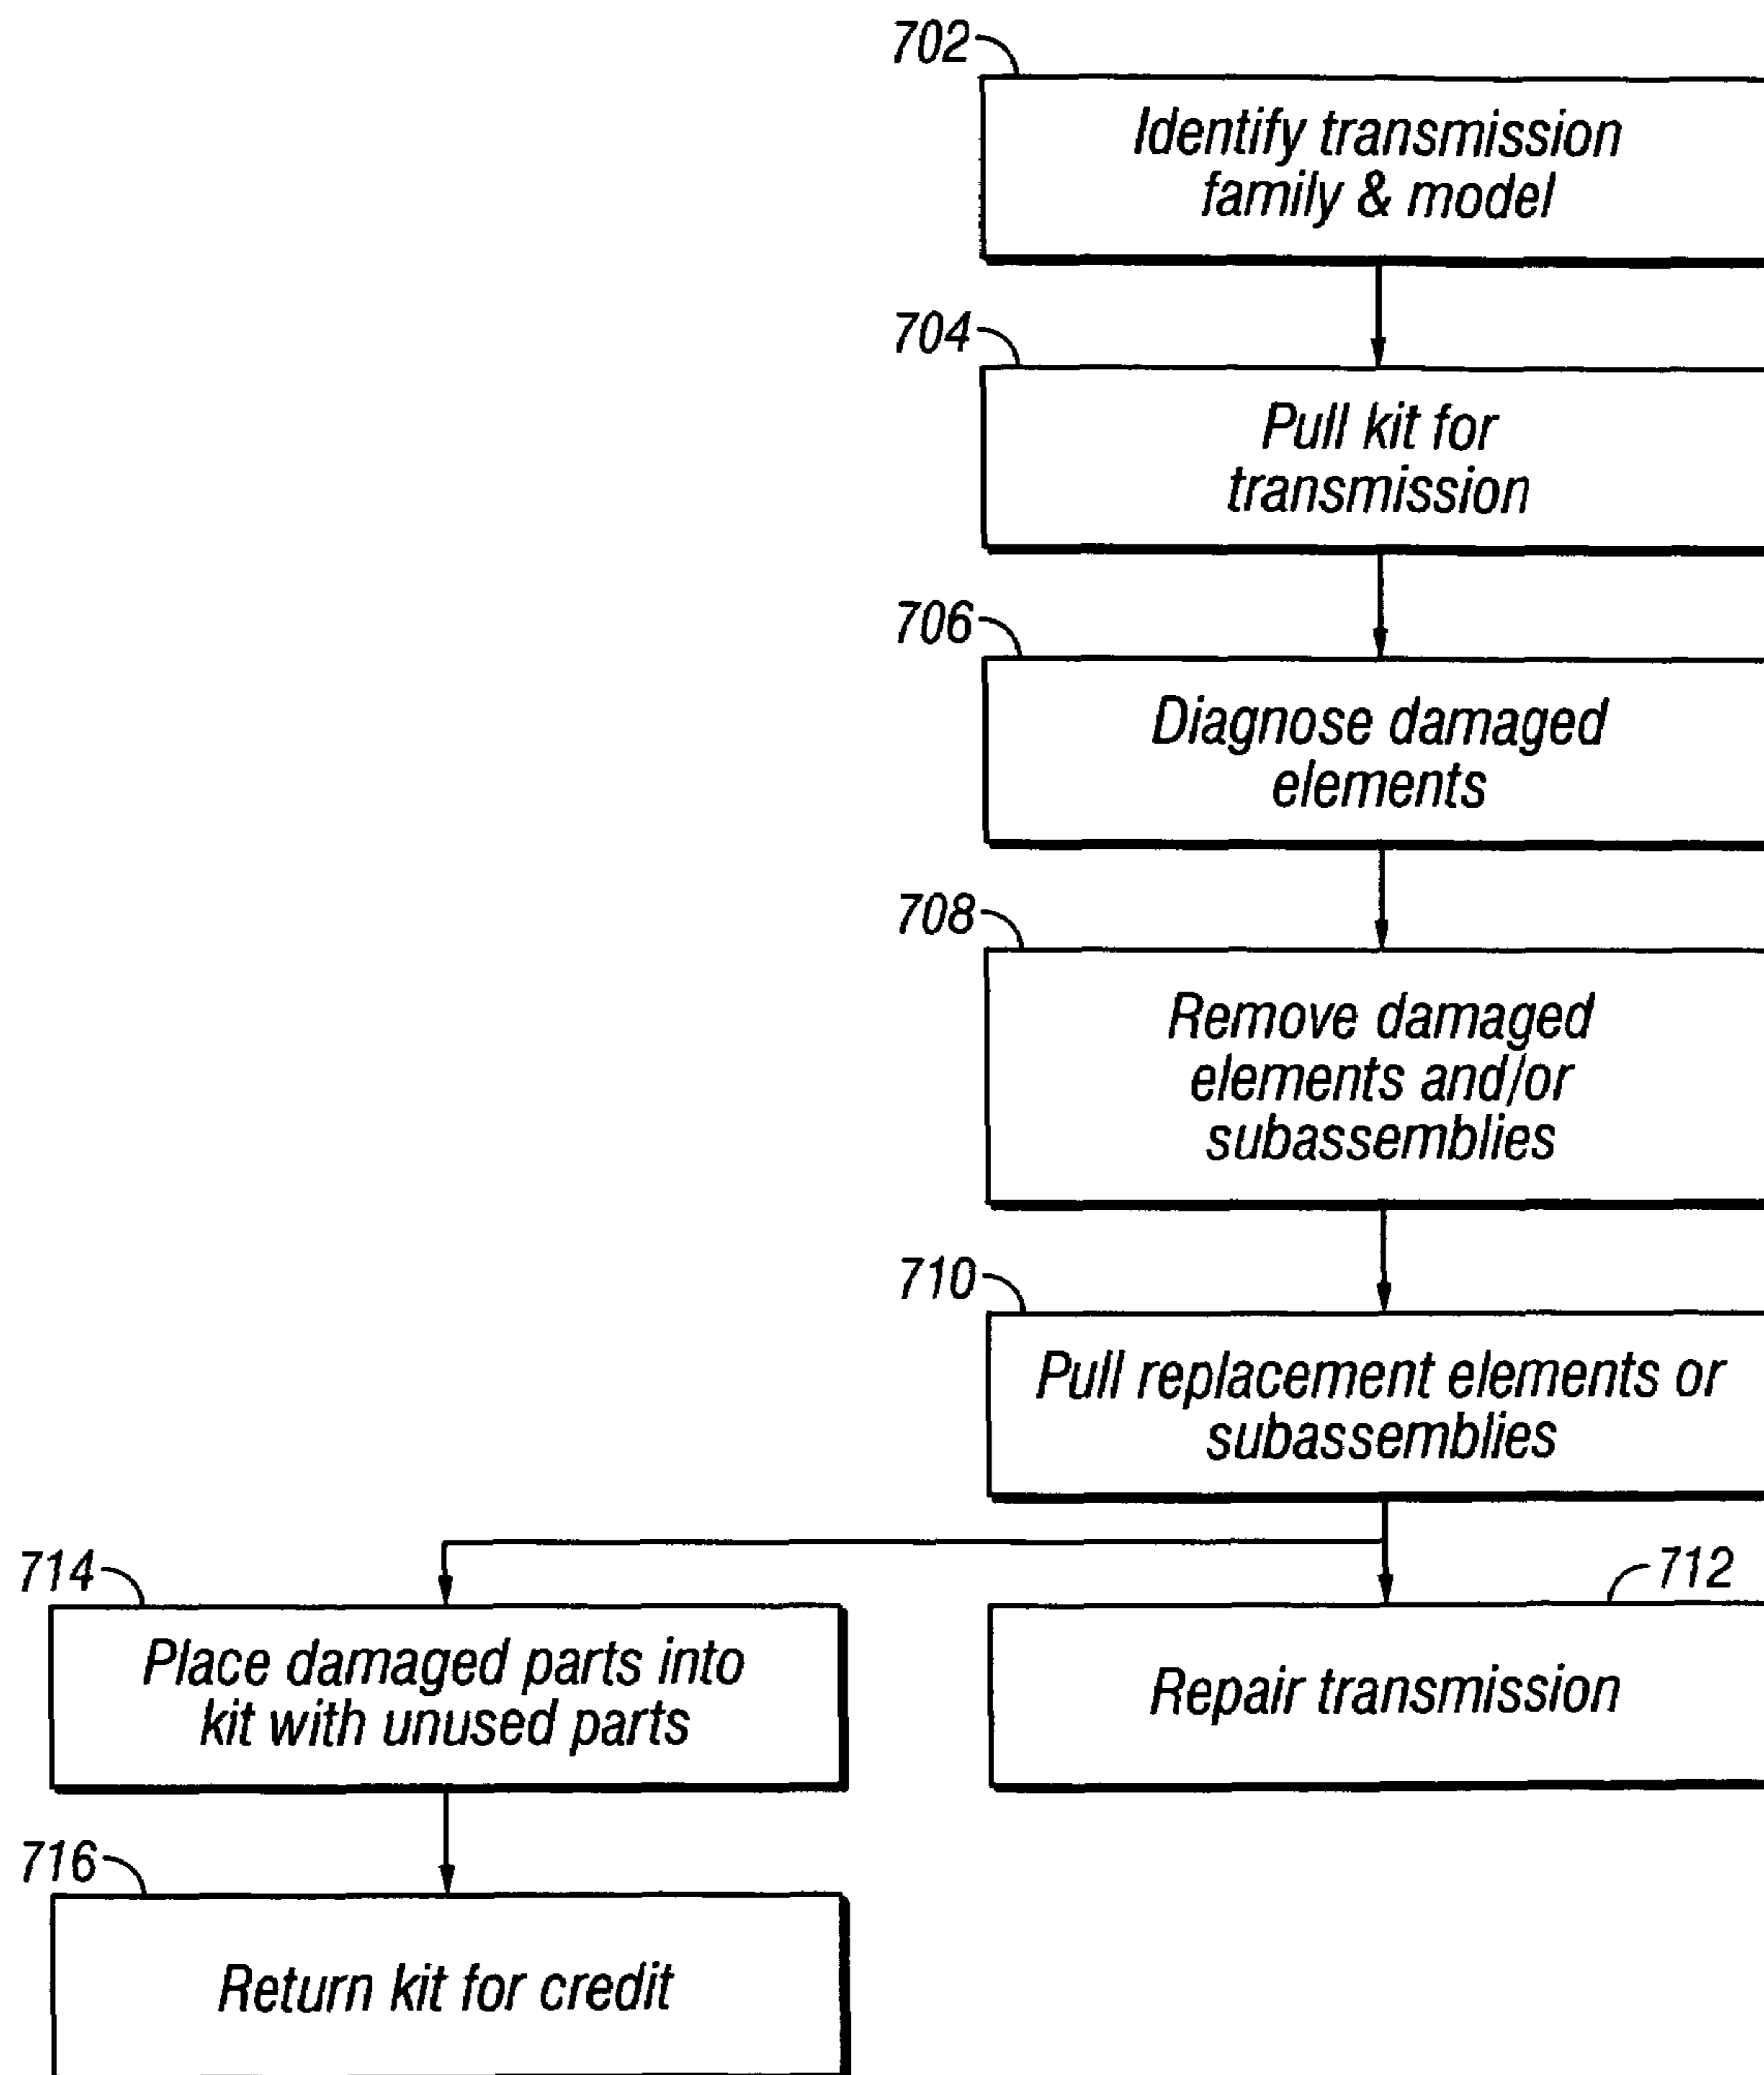 702
Identify transmission
family & model
704
Pull kit for
transmission
706
Diagnose damaged
elements
708
Remove damaged
elements and/or
subassemblies
710
Pull replacement elements or
subassemblies
714
712
Place damaged parts into
kit with unused parts
Repair transmission
716
Return kit for credit